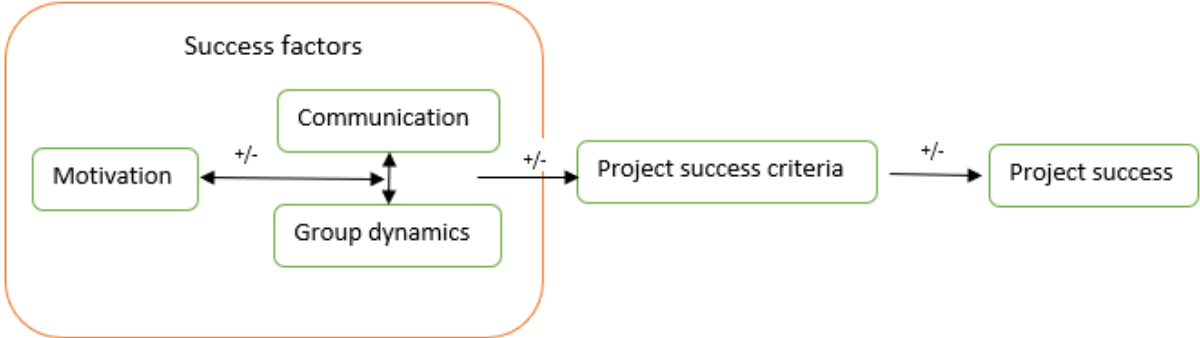 Success factors
Communication
+/-
Motivation
Group dynamics
+/-
Project success criteria
+/-
Project success